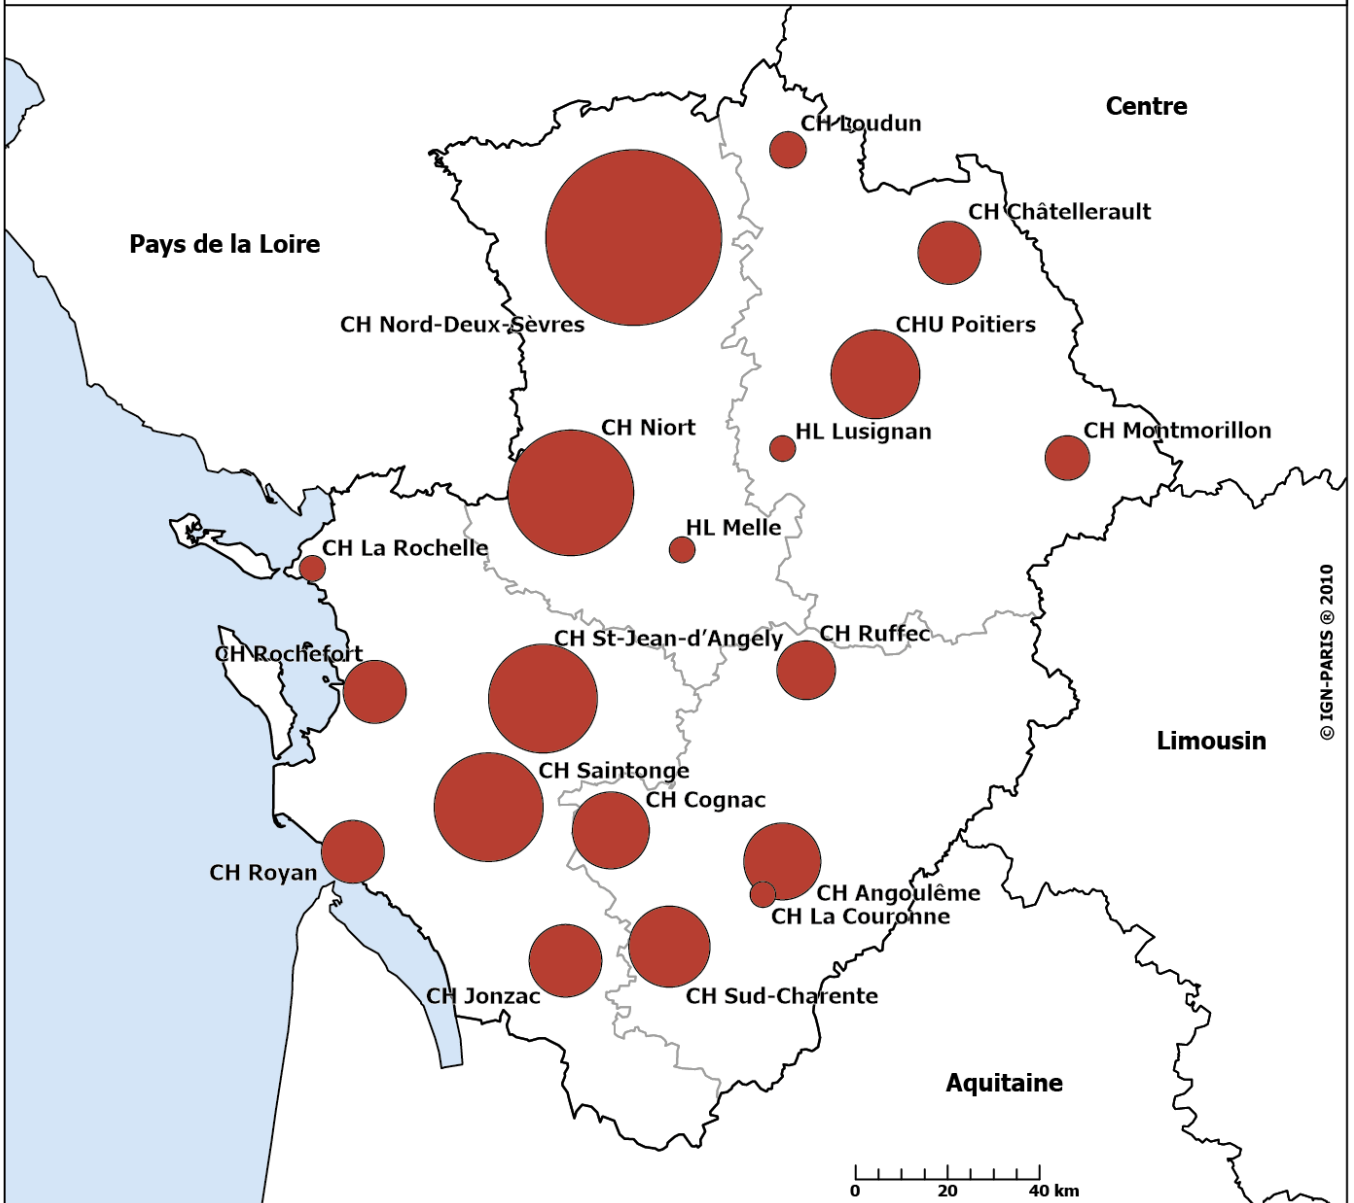 Centre
CH Loudun
CH Châtellerault
Pays de la Loire
CH Nord-Deux-Sèvres
CHU Poitiers
CH Niort
HL Lusignan
CH Montmorillon
HL Melle
CH La Rochelle
CH St-Jean-d’Angely
CH Ruffec
CH Rochefort
© IGN-PARIS ® 2010
Limousin
CH Saintonge
CH Cognac
CH Royan
CH Angoulême
CH La Couronne
CH Jonzac
CH Sud-Charente
Aquitaine
0 20 40 km